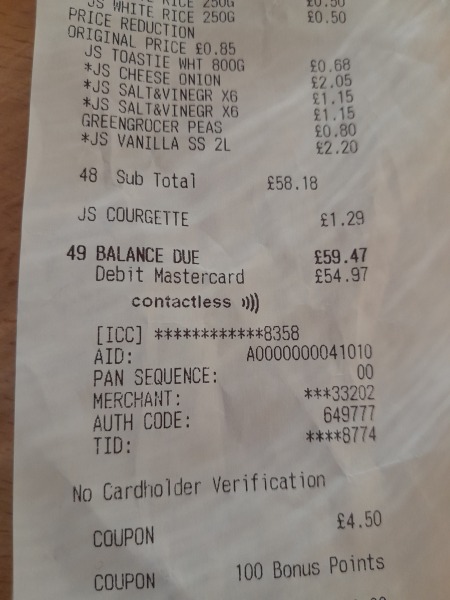 RICE 250G £0.50
JS WHITE RICE 250G £0.50
PRICE REDUCTION
ORIGINAL PRICE £0.85
JS TOASTIE WHT 800G £0.68
*JS CHEESE ONION £2.05
*JS SALT&VINEGR X6 £1.15
*JS SALT&VINEGR X6 £1.15
GREENGROCER PEAS £0.80
*JS VANILLA SS 2L £2.20
48 Sub Total £58.18
JS COURGETTE £1.29
49 BALANCE DUE £59.47
Debit Mastercard £54.97
contactless
[ICC] ************8358
AID: A0000000041010
PAN SEQUENCE: 00
MERCHANT: ***33202
AUTH CODE: 649777
TID: ****8774
No Cardholder Verification
COUPON £4.50
COUPON 100 Bonus Points